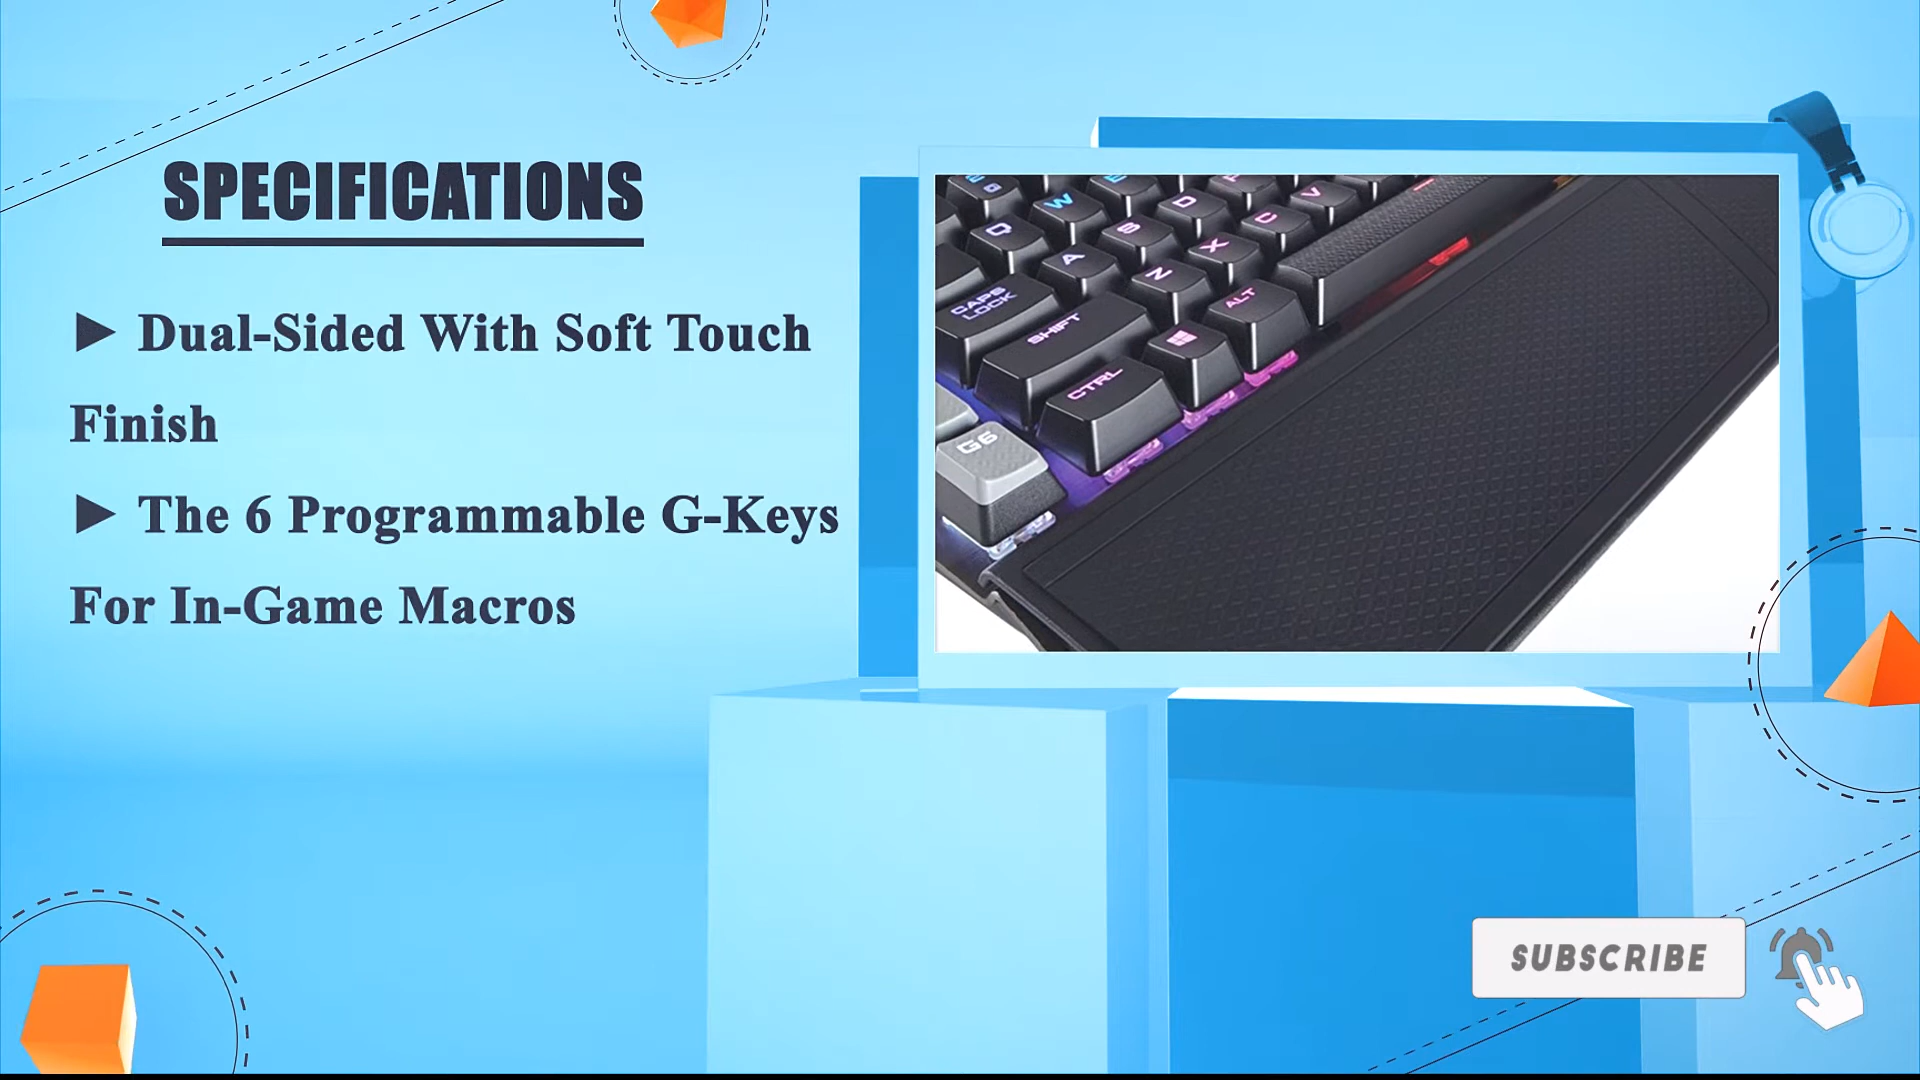 SPECIFICATIONS
► Dual-Sided With Soft Touch
Finish
► The 6 Programmable G-Keys
For In-Game Macros
W
Q
S
D
A
Z
X
C
V
CAPS
LOCK
SHIFT
ALT
CTRL
G6
SUBSCRIBE